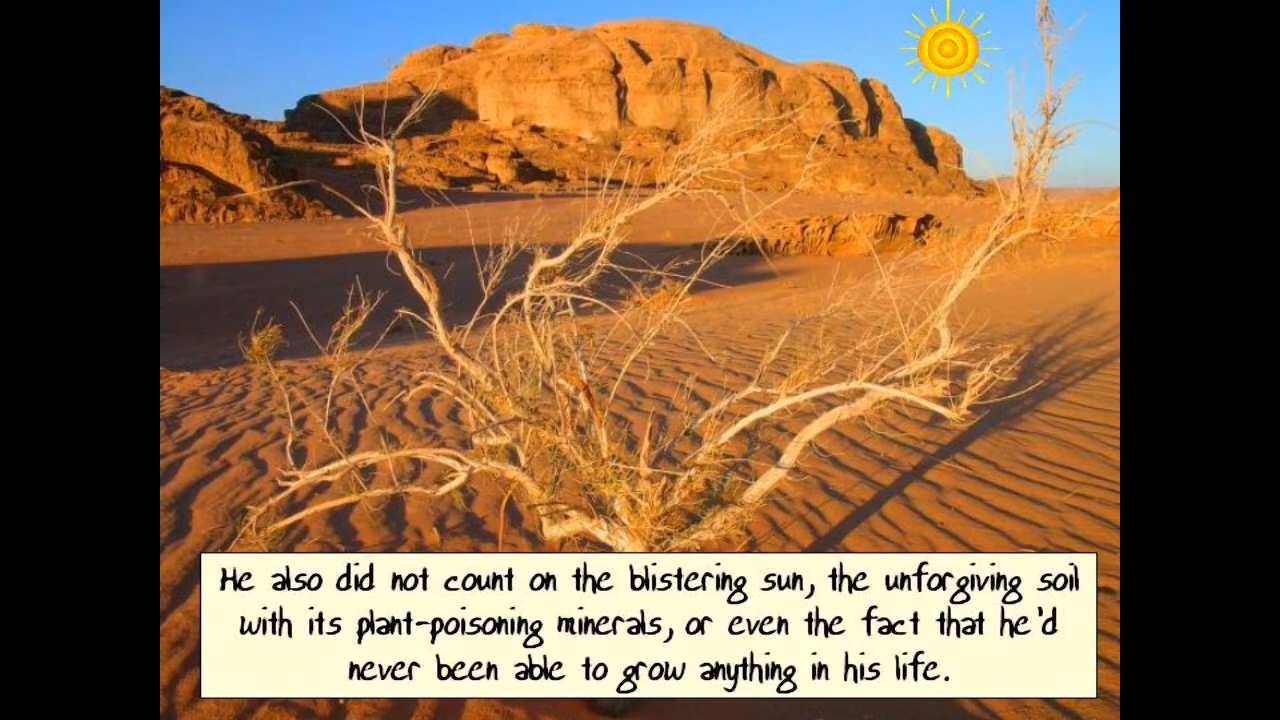 He also did not count on the blistering sun, the unforgiving soil
with its plant-poisoning minerals, or even the fact that he'd
never been able to grow anything in his life.